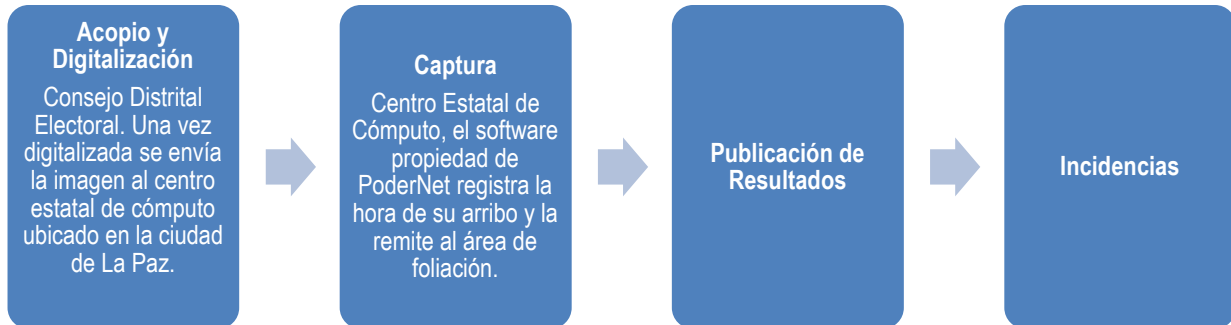 Acopio y
Digitalización
Consejo Distrital
Electoral. Una vez
digitalizada se envía
la imagen al centro
estatal de cómputo
ubicado en la ciudad
de La Paz.
Captura
Centro Estatal de
Cómputo, el software
propiedad de
PoderNet registra la
hora de su arribo y la
remite al área de
foliación.
Publicación de
Resultados
Incidencias